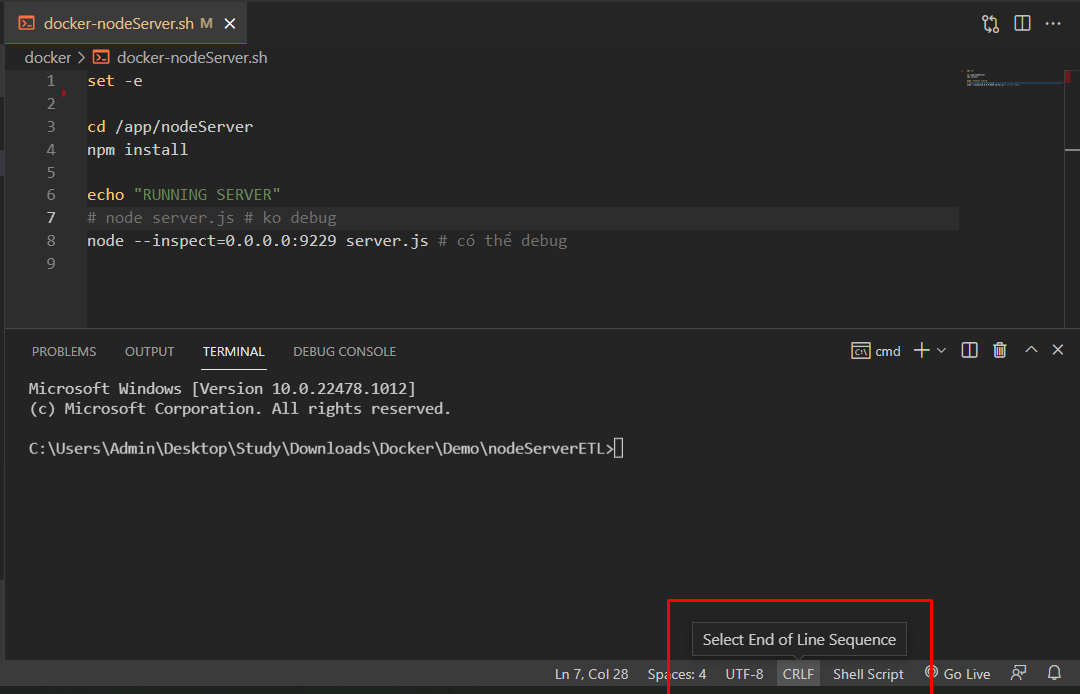 docker-nodeServer.sh M
docker > docker-nodeServer.sh
1 set -e
2
3 cd /app/nodeServer
4 npm install
5
6 echo "RUNNING SERVER"
7 # node server.js # ko debug
8 node --inspect=0.0.0.0:9229 server.js # có thể debug
9
PROBLEMS OUTPUT TERMINAL DEBUG CONSOLE cmd
Microsoft Windows [Version 10.0.22478.1012]
(c) Microsoft Corporation. All rights reserved.
C:\Users\Admin\Desktop\Study\Downloads\Docker\Demo\nodeServerETL>
Select End of Line Sequence
Ln 7, Col 28 Spaces: 4 UTF-8 CRLF Shell Script Go Live